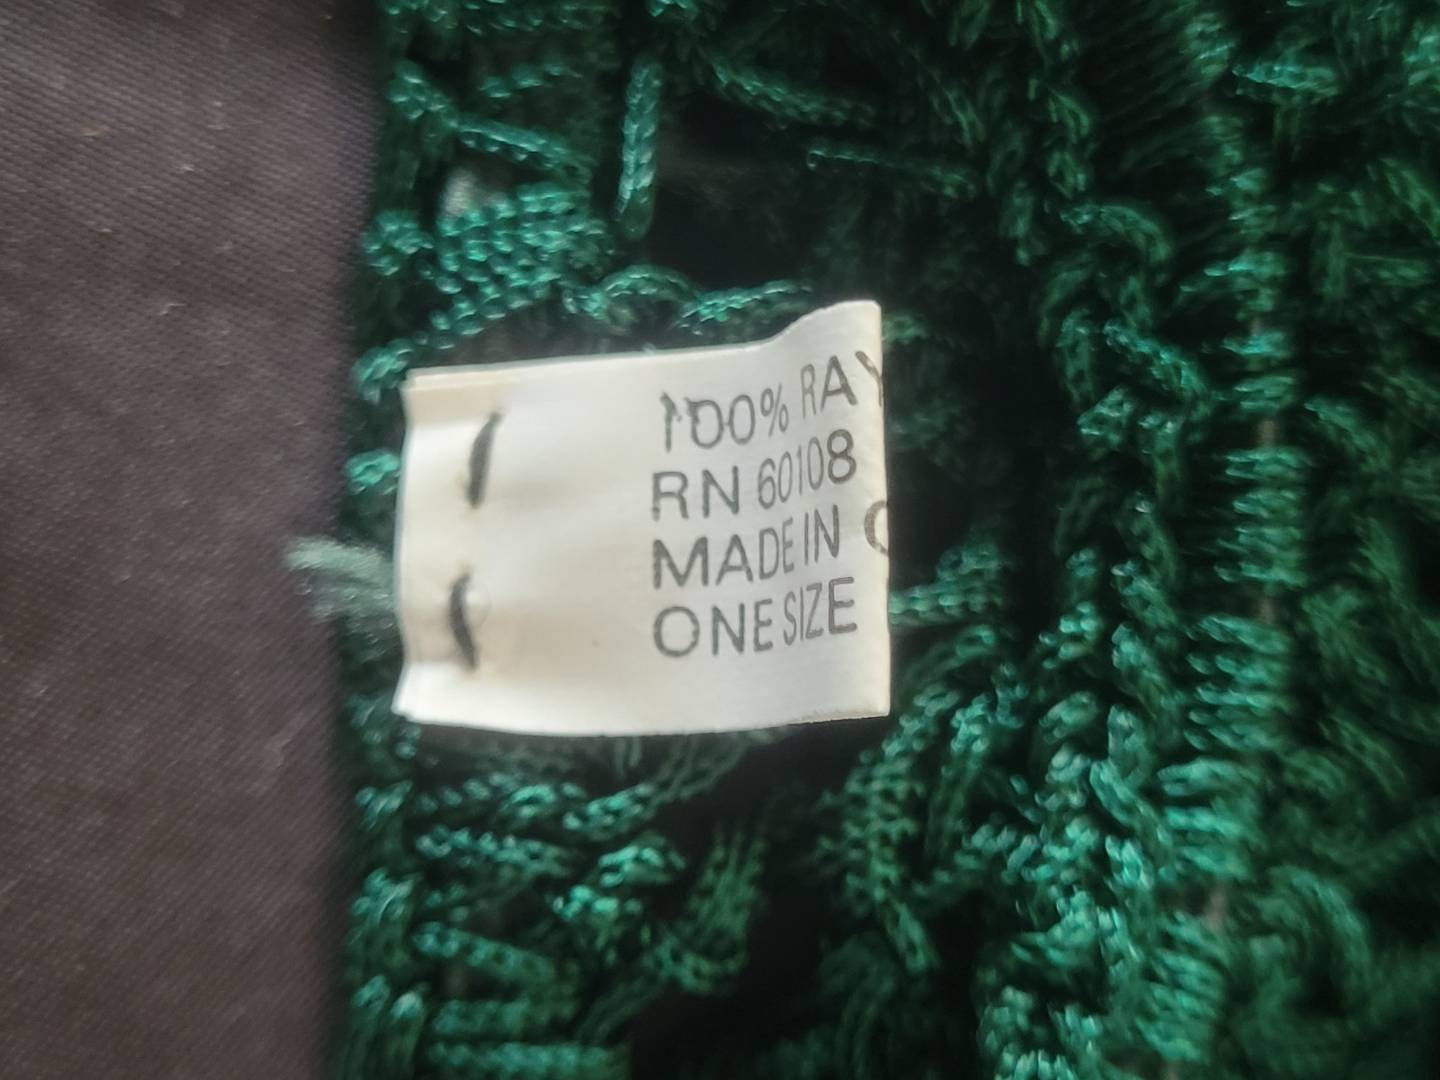 100% RAY
RN 60108
MADE IN
ONE SIZE